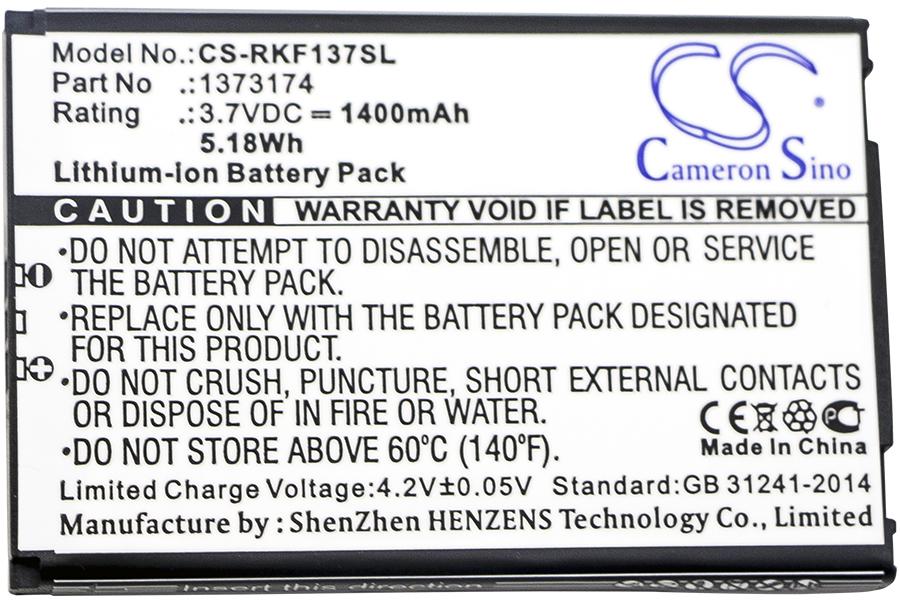 Model No.:CS-RKF137SL
Part No .:1373174
Rating :3.7VDC = 1400mAh
5.18Wh
Lithium-ion Battery Pack
CS
Cameron Sino
CAUTION WARRANTY VOID IF LABEL IS REMOVED
•DO NOT ATTEMPT TO DISASSEMBLE, OPEN OR SERVICE
THE BATTERY PACK.
•REPLACE ONLY WITH THE BATTERY PACK DESIGNATED
FOR THIS PRODUCT.
•DO NOT CRUSH, PUNCTURE, SHORT EXTERNAL CONTACTS
OR DISPOSE OF IN FIRE OR WATER.
•DO NOT STORE ABOVE 60ºC (140ºF).
CE
Made In China
Limited Charge Voltage:4.2V±0.05V Standard:GB 31241-2014
Manufacture by : ShenZhen HENZENS Technology Co., Limited